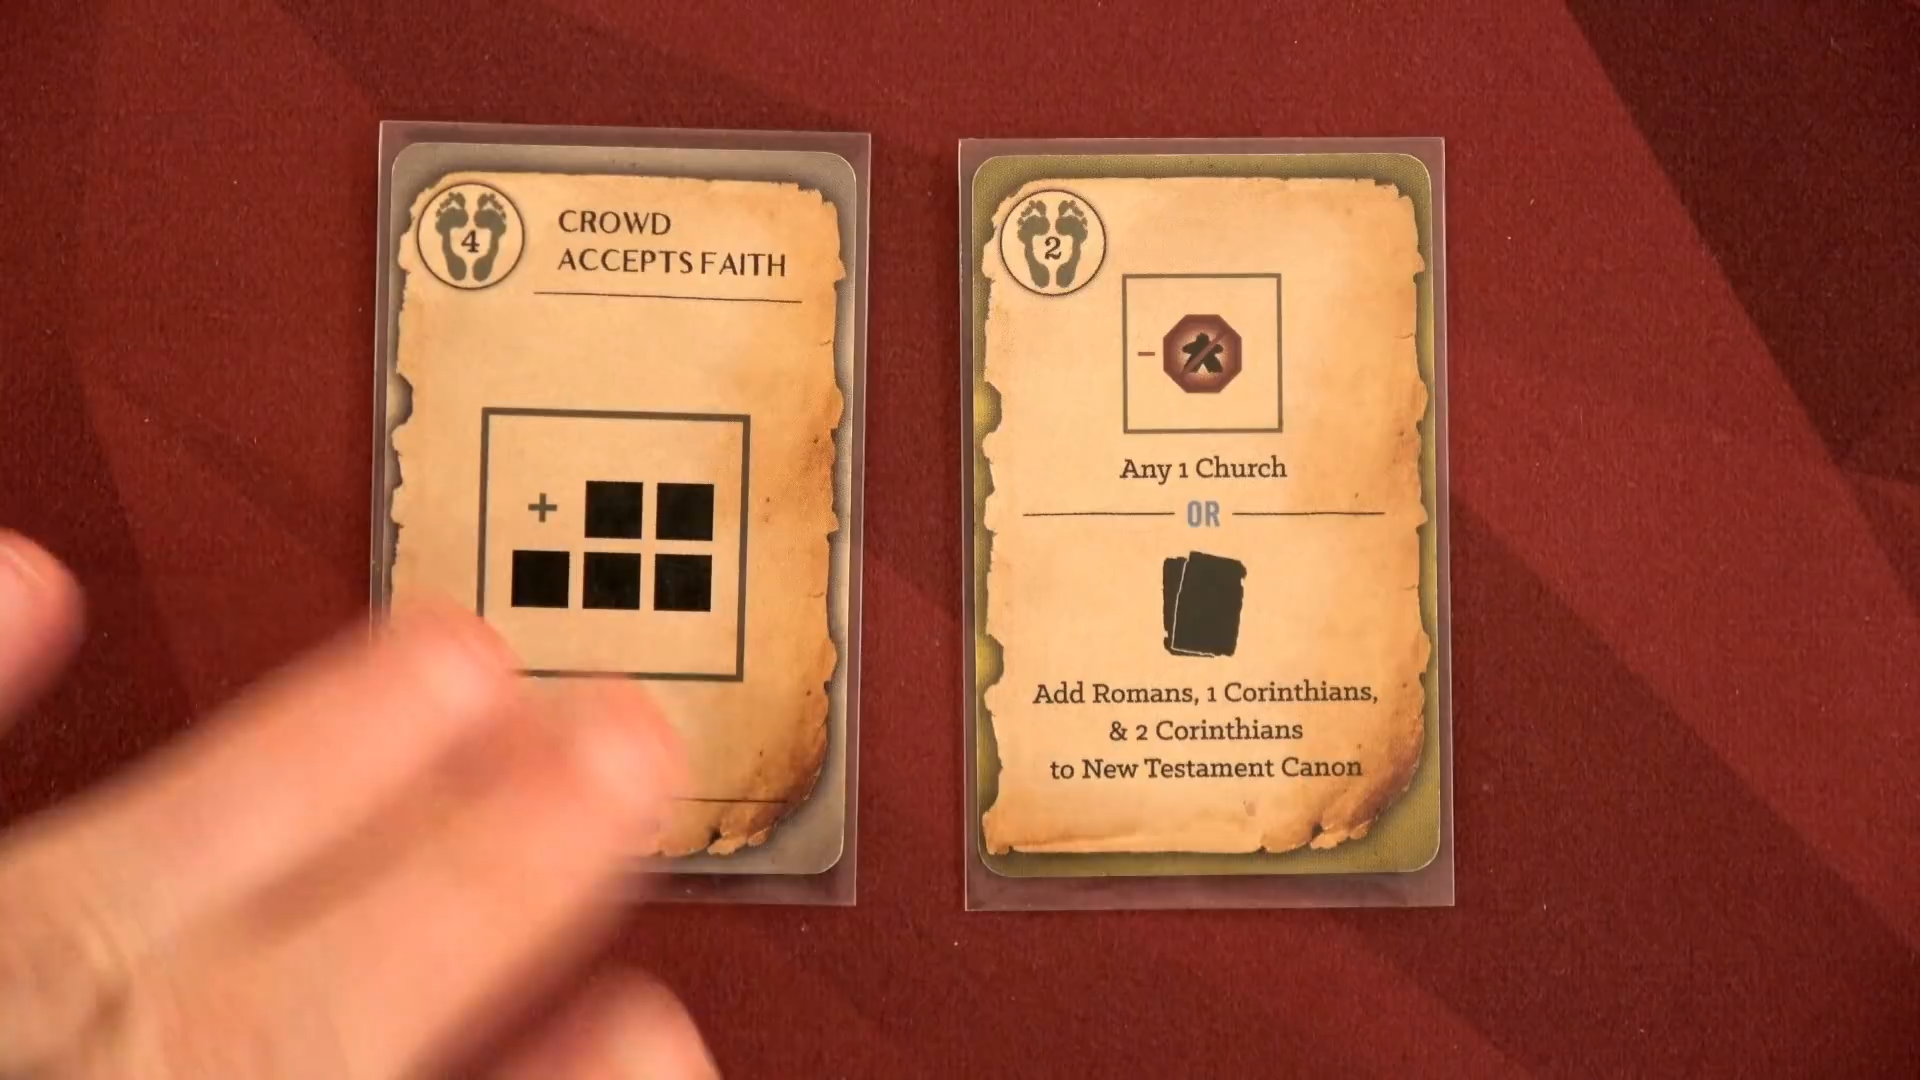 4
CROWD
ACCEPTS FAITH
+
2
-
Any 1 Church
OR
Add Romans, 1 Corinthians,
& 2 Corinthians
to New Testament Canon